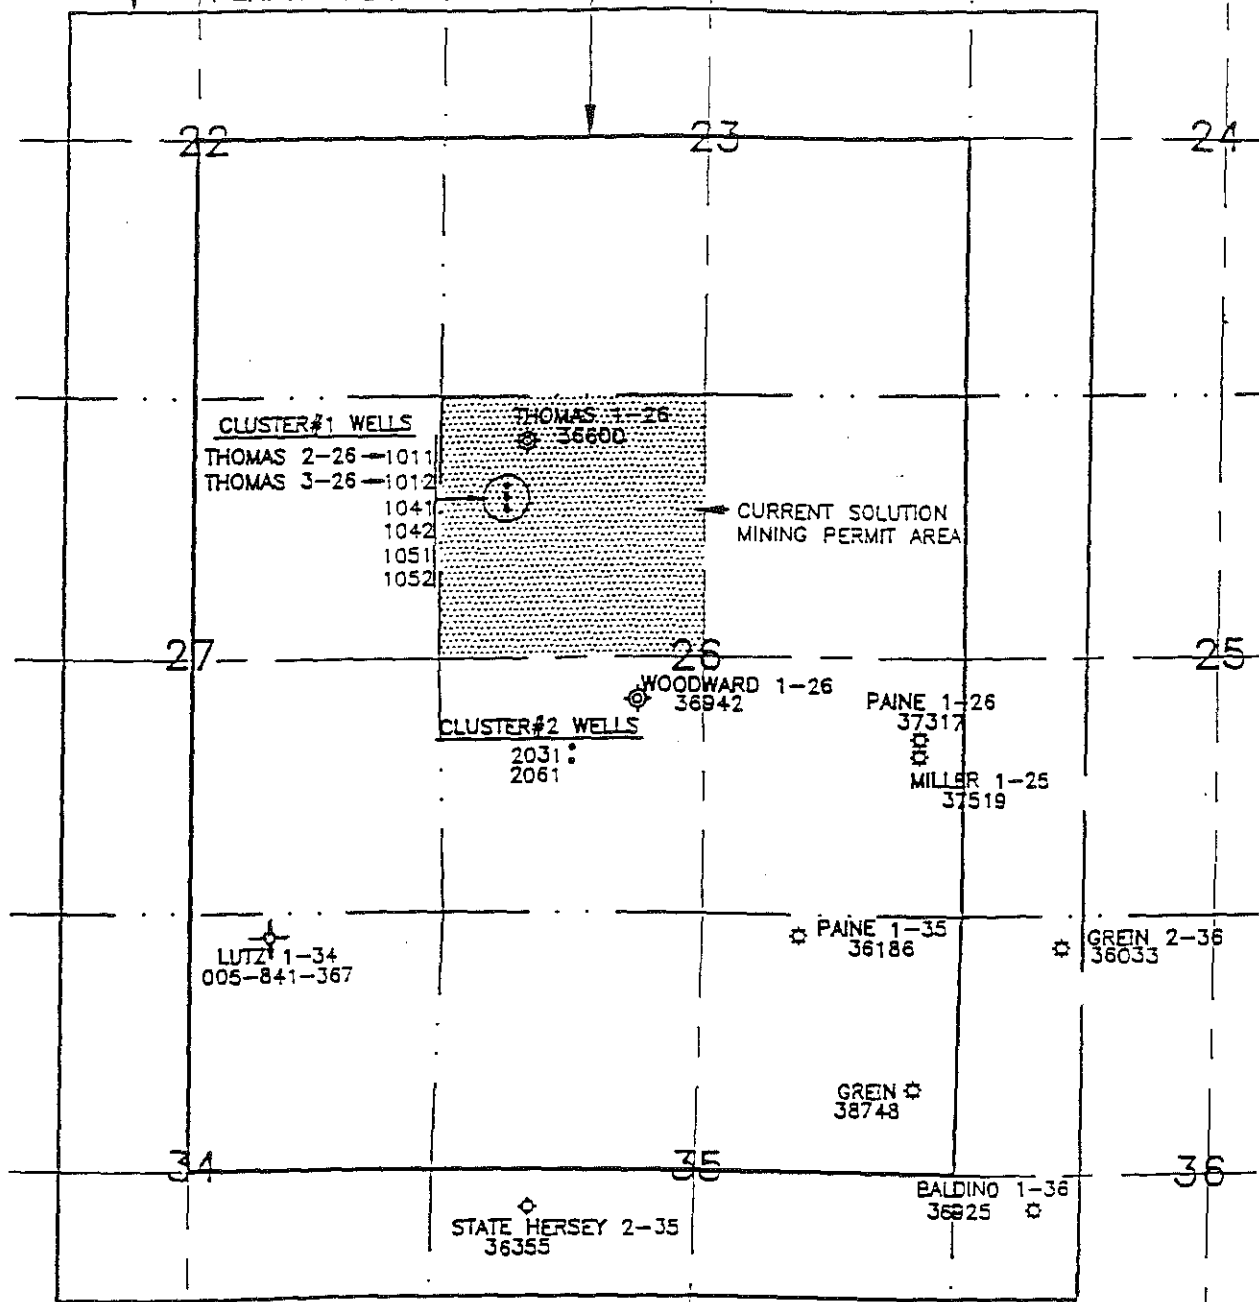 22
23
24
CLUSTER#1 WELLS
THOMAS 2-26 1011
THOMAS 3-26 1012
1041
1042
1051
1052
THOMAS 1-26
36600
CURRENT SOLUTION
MINING PERMIT AREA
27
26
25
WOODWARD 1-26
36942
CLUSTER#2 WELLS
2031
2061
PAINE 1-26
37317
MILLER 1-25
37519
LUTZ 1-34
005-841-367
PAINE 1-35
36186
GREIN 2-36
36033
GREIN
38748
34
35
36
STATE HERSEY 2-35
36355
BALDINO 1-36
36925